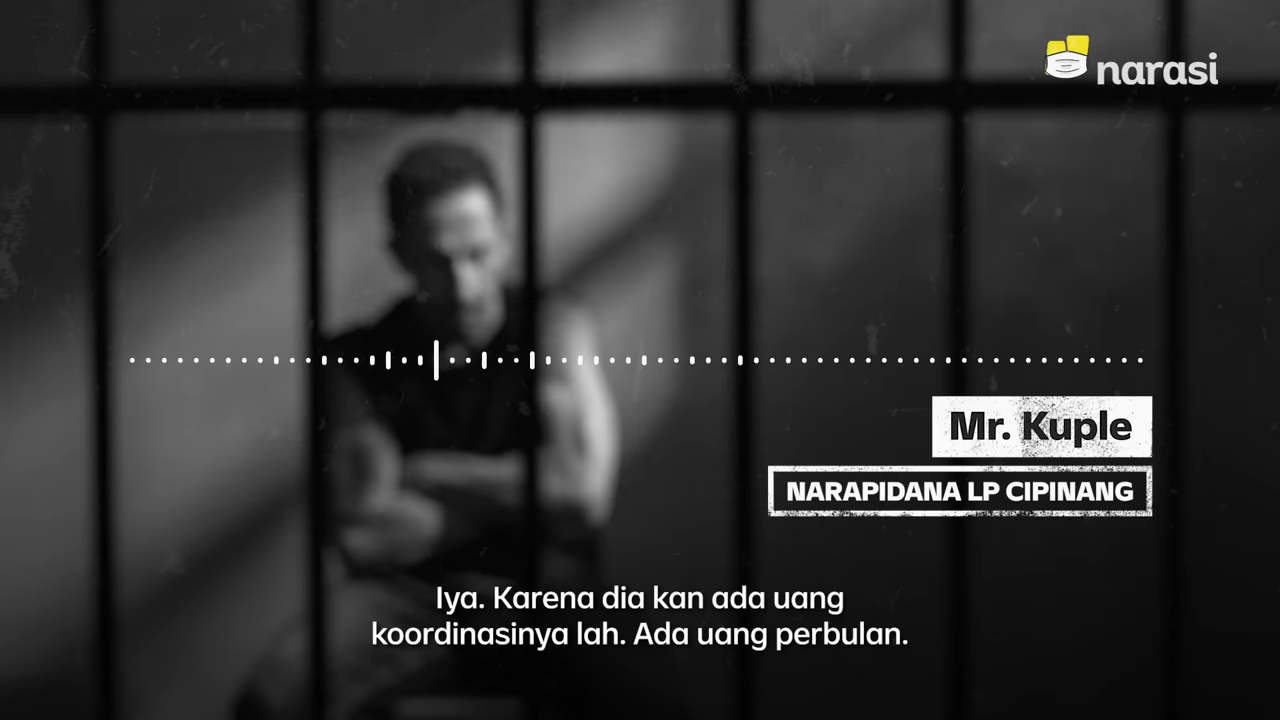 narasi
Mr. Kuple
NARAPIDANA LP CIPINANG
Iya. Karena dia kan ada uang
koordinasinya lah. Ada uang perbulan.